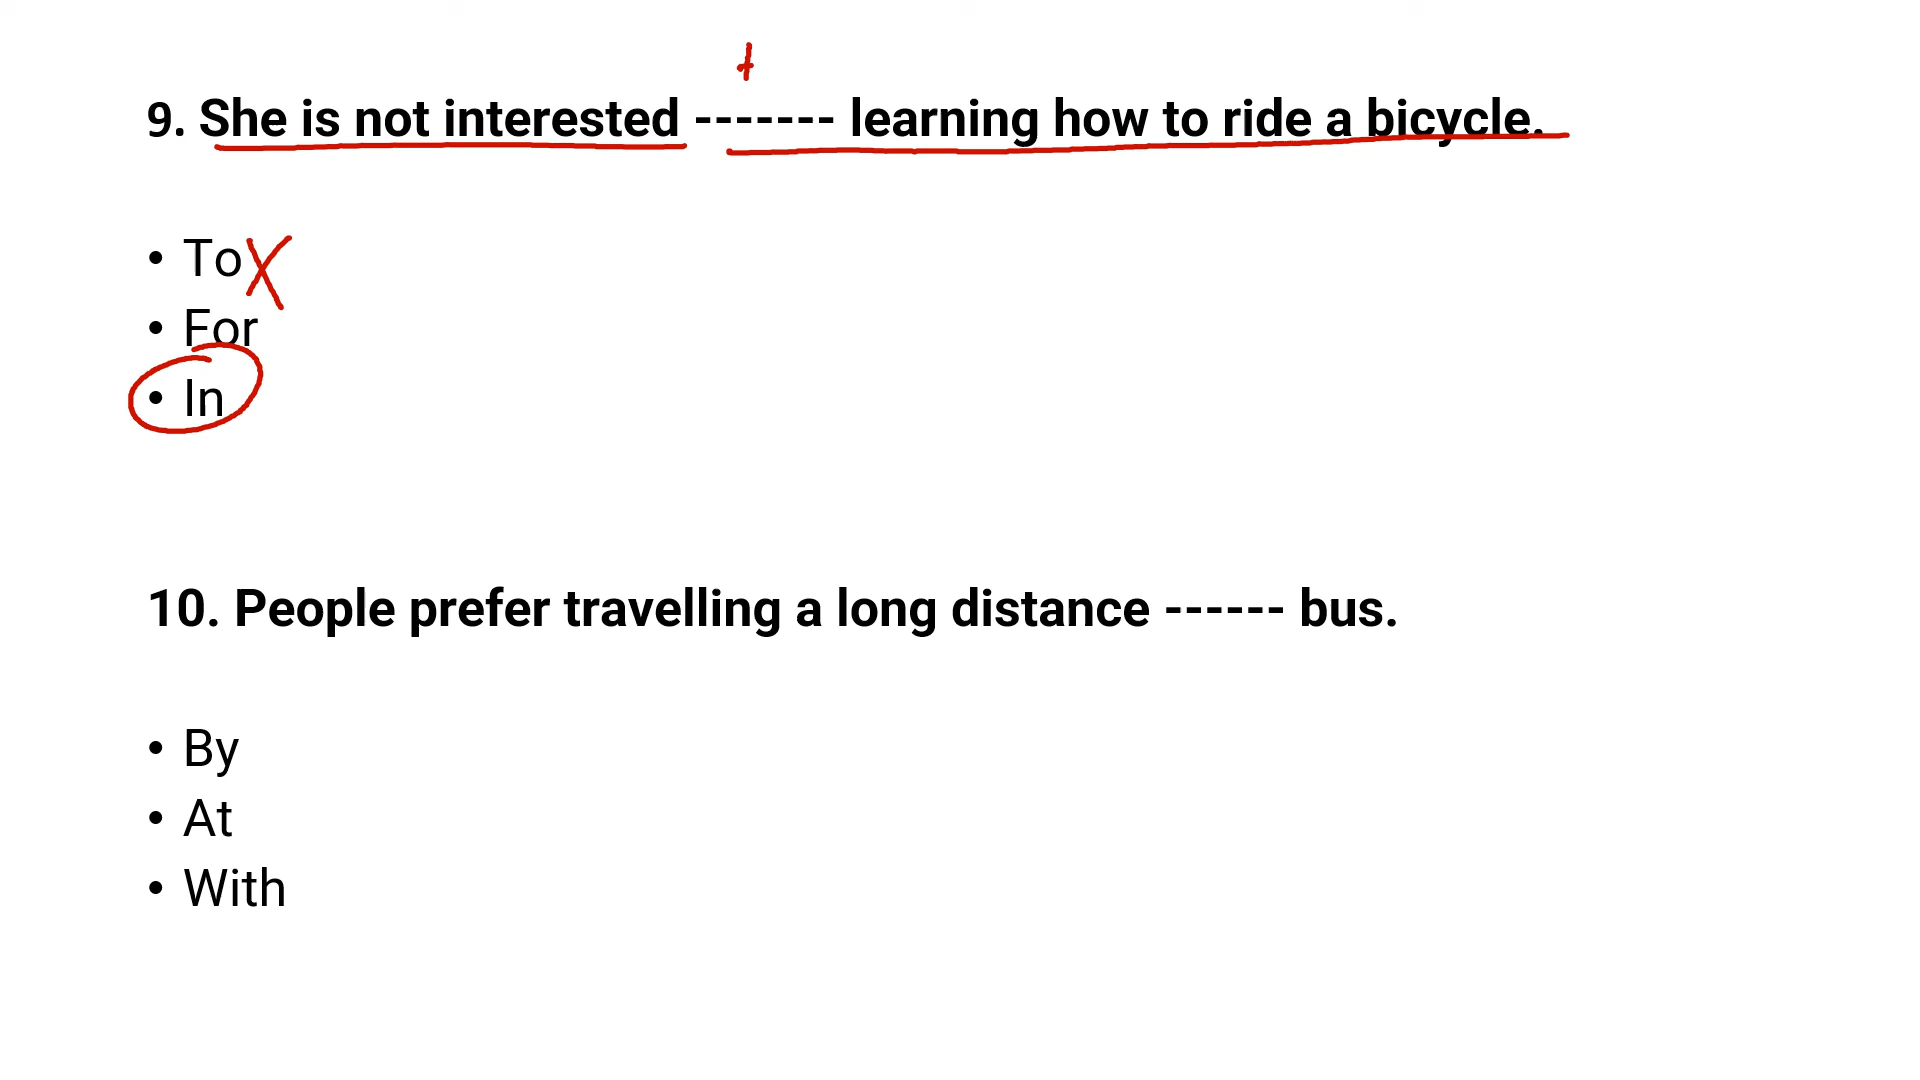 9. She is not interested ------- learning how to ride a bicycle.
• To
• For
• In
10. People prefer travelling a long distance ------ bus.
• By
• At
• With